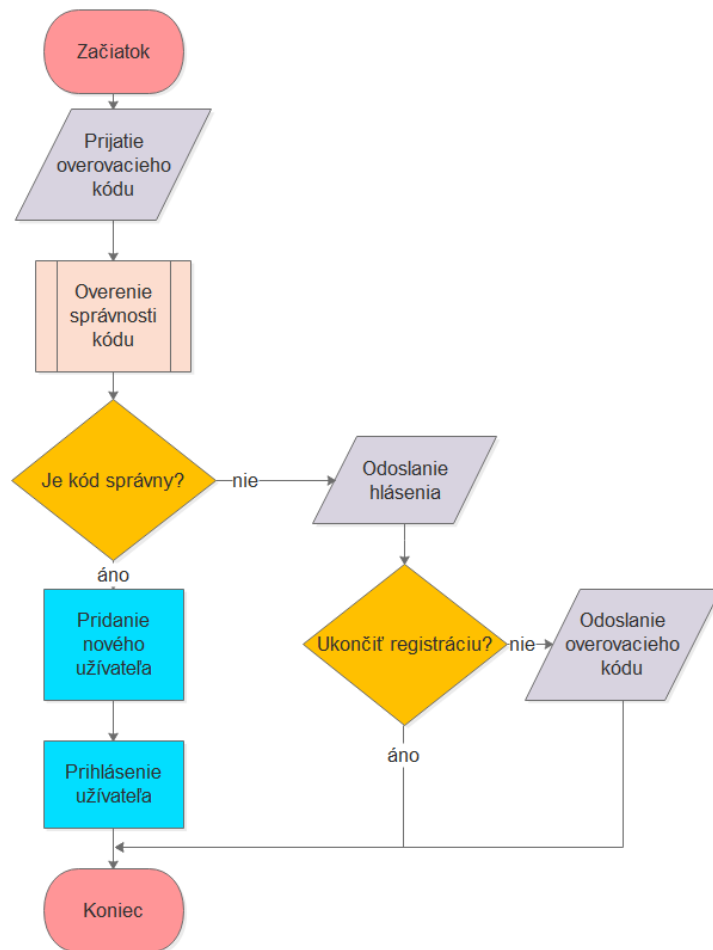 Začiatok
Prijatie
overovacieho
kódu
Overenie
správnosti
kódu
Je kód správny?
nie
Odoslanie
hlásenia
áno
Pridanie
nového
užívateľa
Ukončiť registráciu?
nie
Odoslanie
overovacieho
kódu
áno
Prihlásenie
užívateľa
Koniec